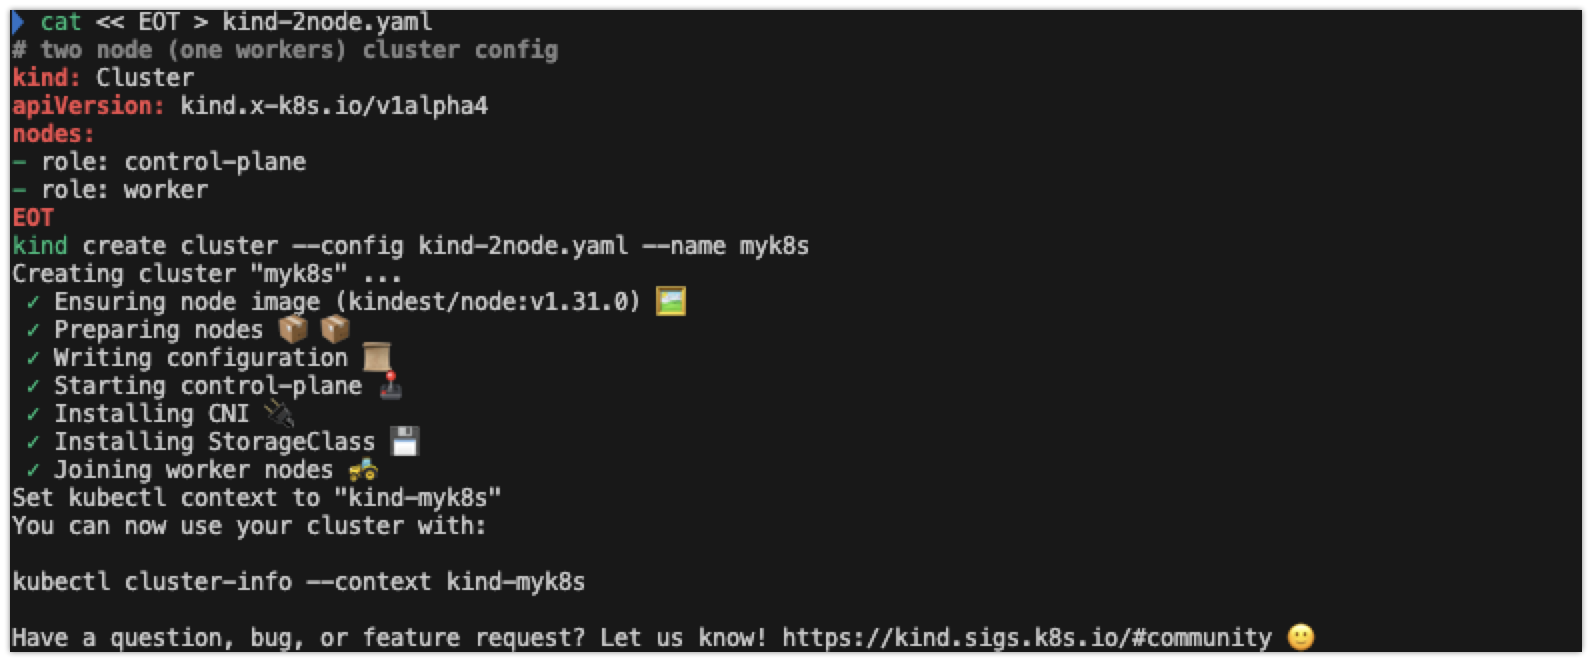 cat << EOT > kind-2node.yaml
# two node (one workers) cluster config
kind: Cluster
apiVersion: kind.x-k8s.io/v1alpha4
nodes:
- role: control-plane
- role: worker
EOT
kind create cluster --config kind-2node.yaml --name myk8s
Creating cluster "myk8s" ...
✓ Ensuring node image (kindest/node:v1.31.0) 🖼
✓ Preparing nodes 📦 📦
✓ Writing configuration 📜
✓ Starting control-plane 🕹️
✓ Installing CNI 🔌
✓ Installing StorageClass 💾
✓ Joining worker nodes 🚜
Set kubectl context to "kind-myk8s"
You can now use your cluster with:
kubectl cluster-info --context kind-myk8s
Have a question, bug, or feature request? Let us know! https://kind.sigs.k8s.io/#community 🙂